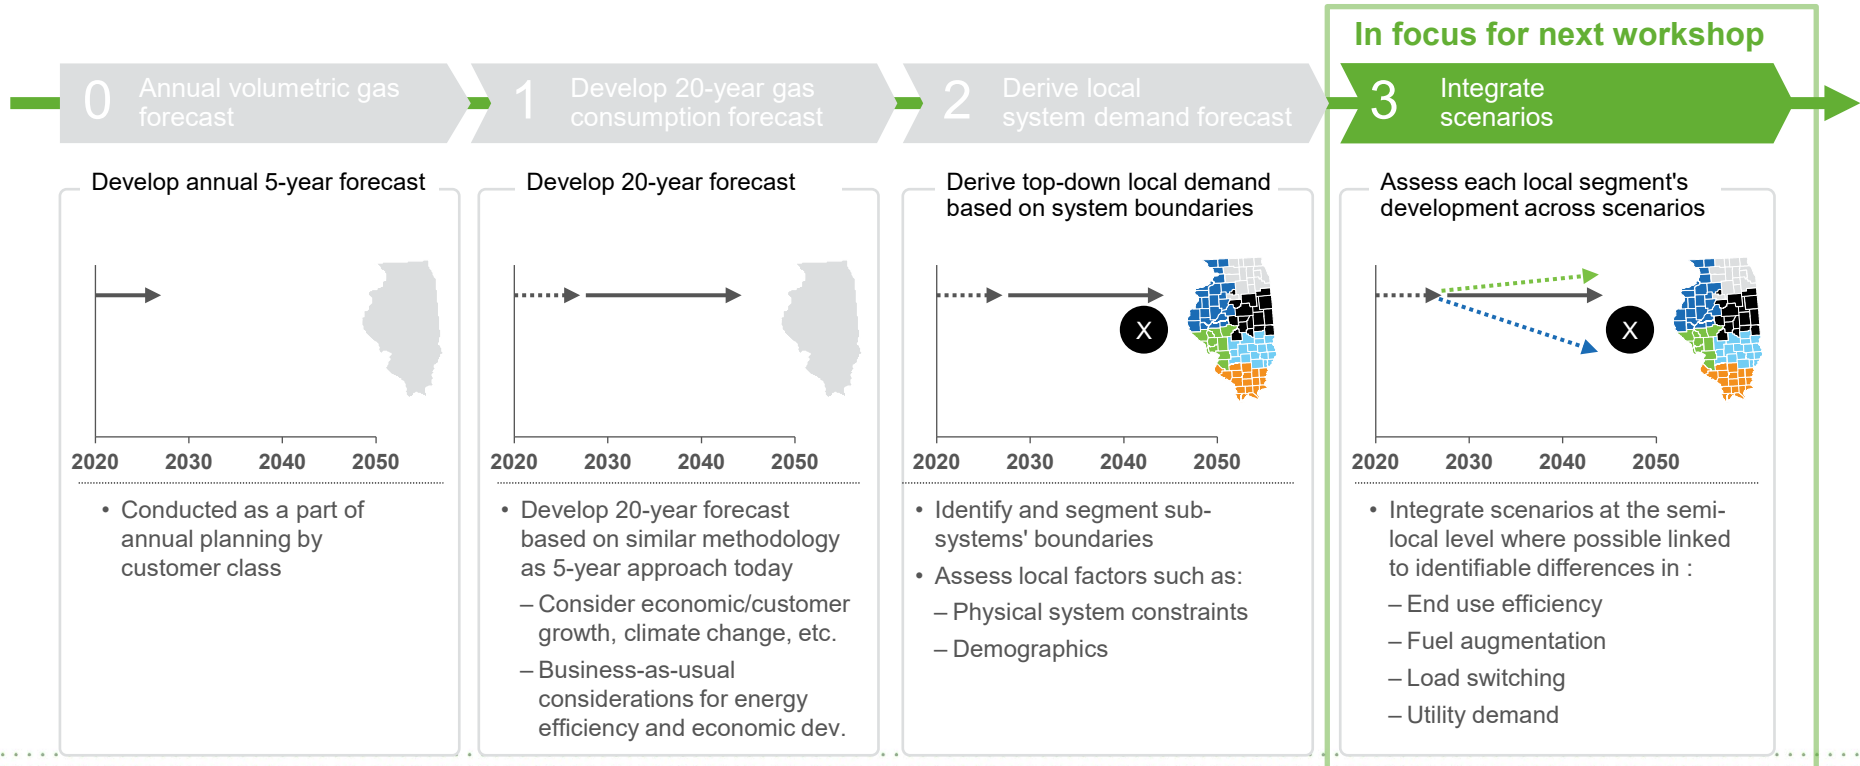 In focus for next workshop
0
Annual volumetric gas
forecast
1
Develop 20-year gas
consumption forecast
2
Derive local
system demand forecast
3
Integrate
scenarios
Develop annual 5-year forecast
2020 2030 2040 2050
• Conducted as a part of
annual planning by
customer class
Develop 20-year forecast
2020 2030 2040 2050
• Develop 20-year forecast
based on similar methodology
as 5-year approach today
– Consider economic/customer
growth, climate change, etc.
– Business-as-usual
considerations for energy
efficiency and economic dev.
Derive top-down local demand
based on system boundaries
X
2020 2030 2040 2050
• Identify and segment sub-
systems' boundaries
• Assess local factors such as:
– Physical system constraints
– Demographics
Assess each local segment's
development across scenarios
X
2020 2030 2040 2050
• Integrate scenarios at the semi-
local level where possible linked
to identifiable differences in :
– End use efficiency
– Fuel augmentation
– Load switching
– Utility demand